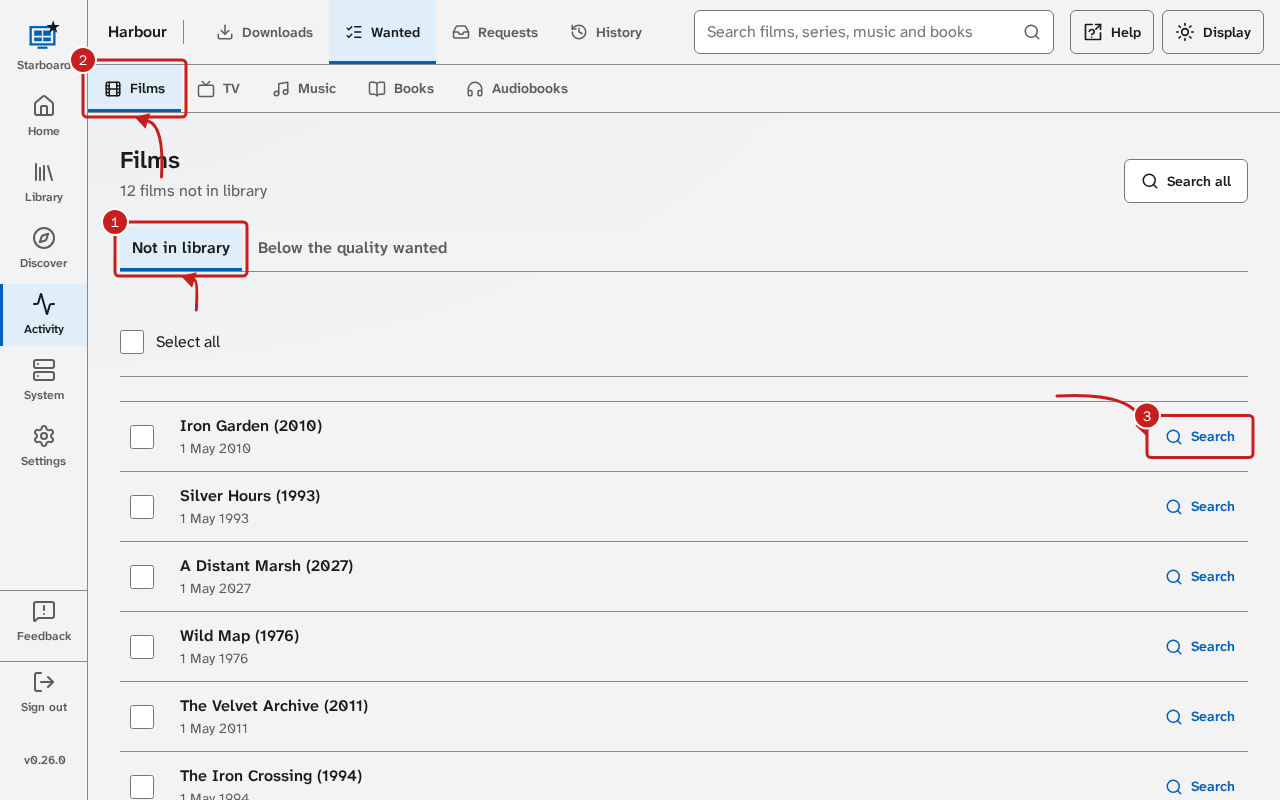 Starboard
Home
Library
Discover
Activity
System
Settings
Feedback
Sign out
v0.26.0
Harbour
Downloads
Wanted
Requests
History
Search films, series, music and books
Help
Display
2
Films
TV
Music
Books
Audiobooks
Films
12 films not in library
Search all
1
Not in library
Below the quality wanted
Select all
Iron Garden (2010)
1 May 2010
3
Search
Silver Hours (1993)
1 May 1993
Search
A Distant Marsh (2027)
1 May 2027
Search
Wild Map (1976)
1 May 1976
Search
The Velvet Archive (2011)
1 May 2011
Search
The Iron Crossing (1994)
1 May 1994
Search